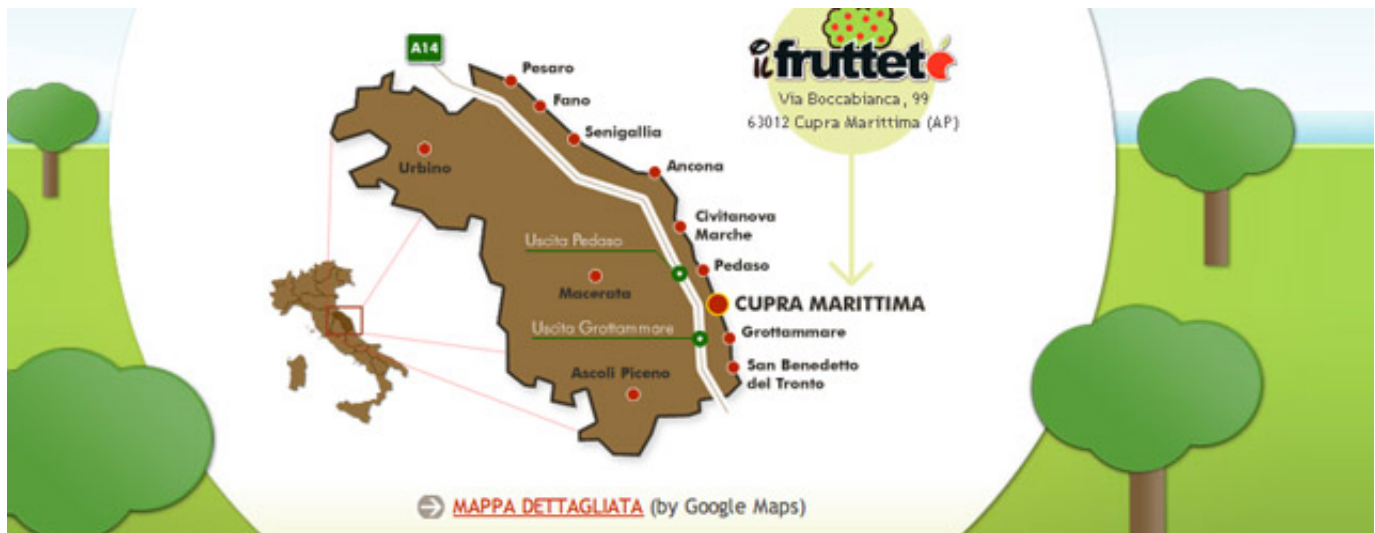 A14
il frutteto
Via Boccabianca, 99
63012 Cupra Marittima (AP)
Pesaro
Fano
Senigallia
Urbino
Ancona
Civitanova
Marche
Uscita Pedaso
Pedaso
Macerata
CUPRA MARITTIMA
Uscita Grottammare
Grottammare
San Benedetto
del Tronto
Ascoli Piceno
MAPPA DETTAGLIATA (by Google Maps)